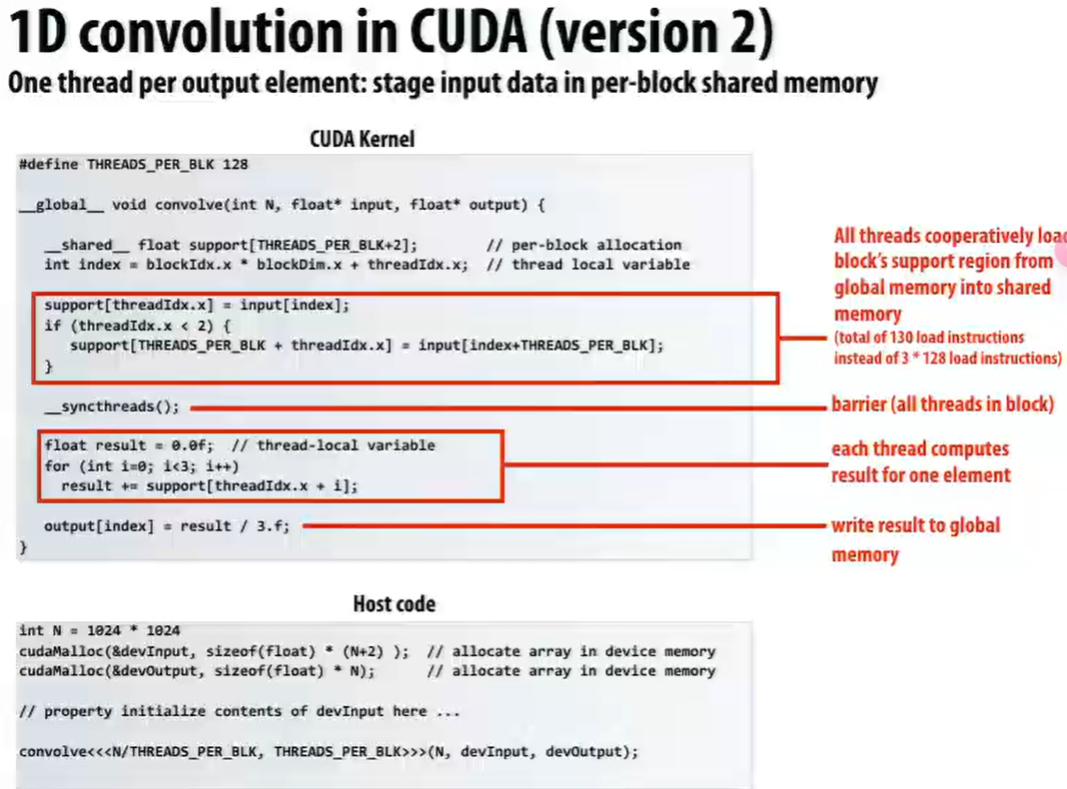 1D convolution in CUDA (version 2)
One thread per output element: stage input data in per-block shared memory
CUDA Kernel
#define THREADS_PER_BLK 128
__global__ void convolve(int N, float* input, float* output) {
__shared__ float support[THREADS_PER_BLK+2]; // per-block allocation
int index = blockIdx.x * blockDim.x + threadIdx.x; // thread local variable
support[threadIdx.x] = input[index];
if (threadIdx.x < 2) {
support[THREADS_PER_BLK + threadIdx.x] = input[index+THREADS_PER_BLK];
}
__syncthreads();
float result = 0.0f; // thread-local variable
for (int i=0; i<3; i++)
result += support[threadIdx.x + i];
output[index] = result / 3.f;
}
All threads cooperatively load
block's support region from
global memory into shared
memory
(total of 130 load instructions
instead of 3 * 128 load instructions)
barrier (all threads in block)
each thread computes
result for one element
write result to global
memory
Host code
int N = 1024 * 1024
cudaMalloc(&devInput, sizeof(float) * (N+2) ); // allocate array in device memory
cudaMalloc(&devOutput, sizeof(float) * N); // allocate array in device memory
// property initialize contents of devInput here ...
convolve<<<N/THREADS_PER_BLK, THREADS_PER_BLK>>>(N, devInput, devOutput);